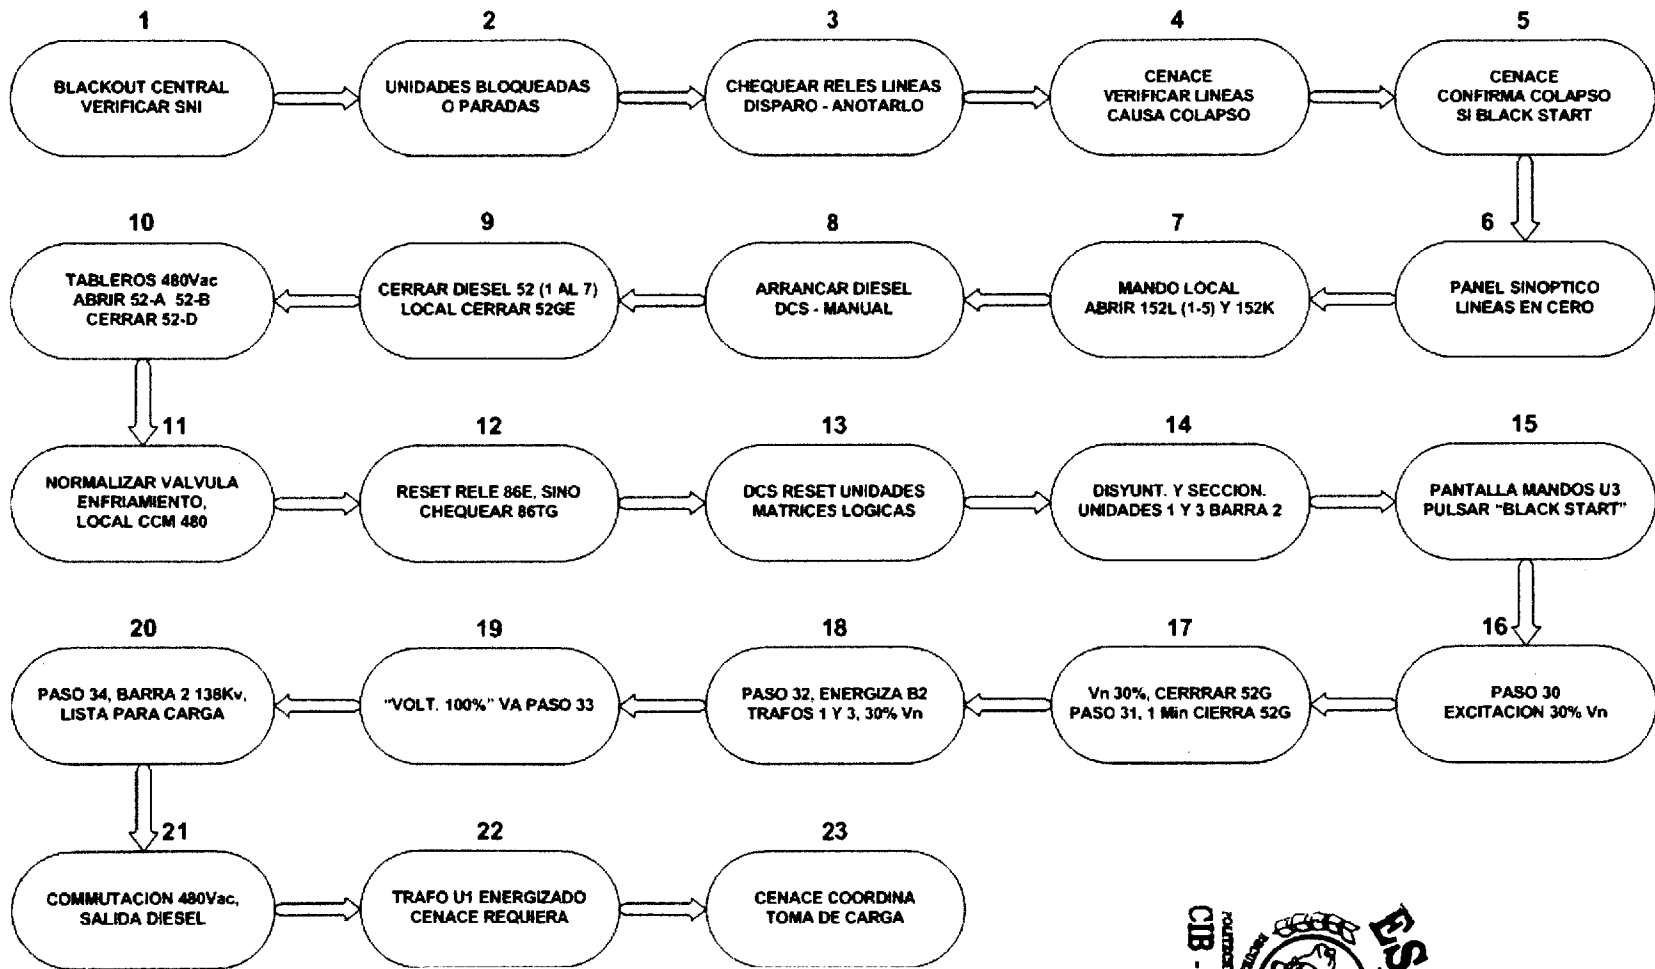 1
BLACKOUT CENTRAL
VERIFICAR SNI
2
UNIDADES BLOQUEADAS
O PARADAS
3
CHEQUEAR RELES LINEAS
DISPARO - ANOTARLO
4
CENACE
VERIFICAR LINEAS
CAUSA COLAPSO
5
CENACE
CONFIRMA COLAPSO
SI BLACK START
6
PANEL SINOPTICO
LINEAS EN CERO
7
MANDO LOCAL
ABRIR 152L (1-5) Y 152K
8
ARRANCAR DIESEL
DCS - MANUAL
9
CERRAR DIESEL 52 (1 AL 7)
LOCAL CERRAR 52GE
10
TABLEROS 480Vac
ABRIR 52-A 52-B
CERRAR 52-D
11
NORMALIZAR VALVULA
ENFRIAMIENTO,
LOCAL CCM 480
12
RESET RELE 86E, SINO
CHEQUEAR 86TG
13
DCS RESET UNIDADES
MATRICES LOGICAS
14
DISYUNT. Y SECCION.
UNIDADES 1 Y 3 BARRA 2
15
PANTALLA MANDOS U3
PULSAR "BLACK START"
16
PASO 30
EXCITACION 30% Vn
17
Vn 30%, CERRRAR 52G
PASO 31, 1 Min CIERRA 52G
18
PASO 32, ENERGIZA B2
TRAFOS 1 Y 3, 30% Vn
19
"VOLT. 100%" VA PASO 33
20
PASO 34, BARRA 2 138Kv,
LISTA PARA CARGA
21
COMMUTACION 480Vac,
SALIDA DIESEL
22
TRAFO U1 ENERGIZADO
CENACE REQUIERA
23
CENACE COORDINA
TOMA DE CARGA
CIB -
ES